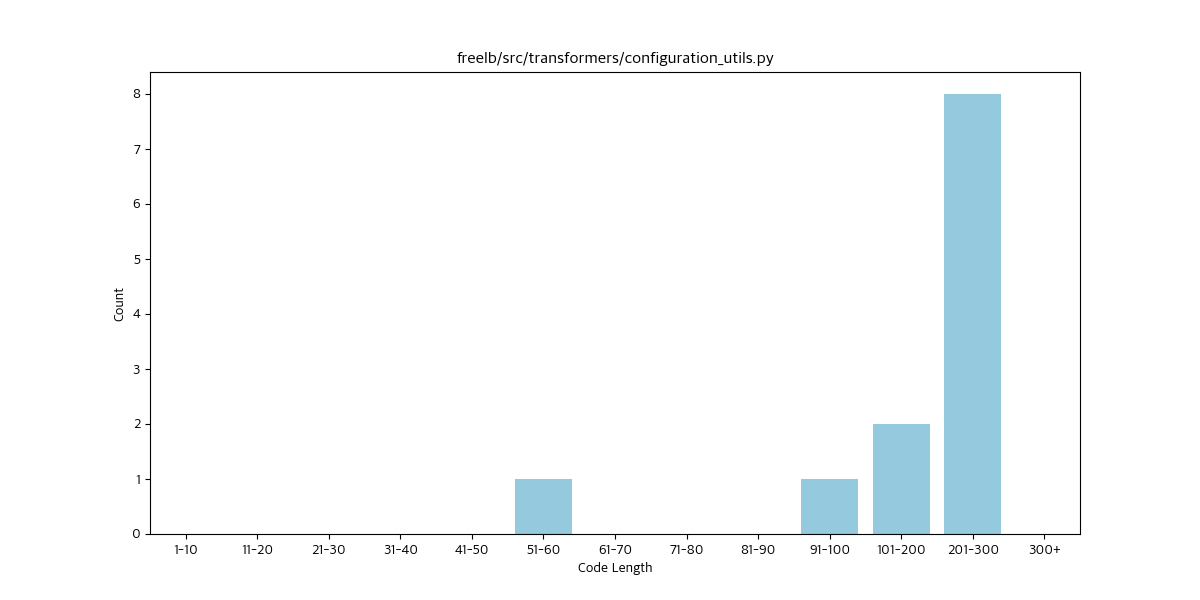 freelb/src/transformers/configuration_utils.py
8
7
6
5
4
3
2
1
0
Count
1-10 11-20 21-30 31-40 41-50 51-60 61-70 71-80 81-90 91-100 101-200 201-300 300+
Code Length